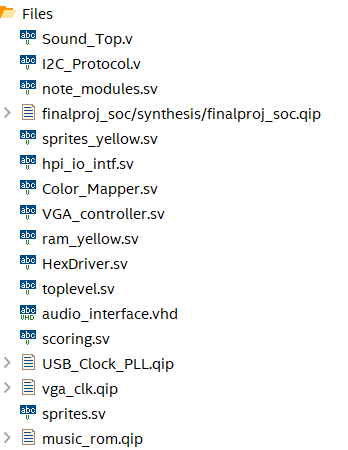 Files
Sound_Top.v
I2C_Protocol.v
note_modules.sv
finalproj_soc/synthesis/finalproj_soc.qip
sprites_yellow.sv
hpi_io_intf.sv
Color_Mapper.sv
VGA_controller.sv
ram_yellow.sv
HexDriver.sv
toplevel.sv
audio_interface.vhd
scoring.sv
USB_Clock_PLL.qip
vga_clk.qip
sprites.sv
music_rom.qip